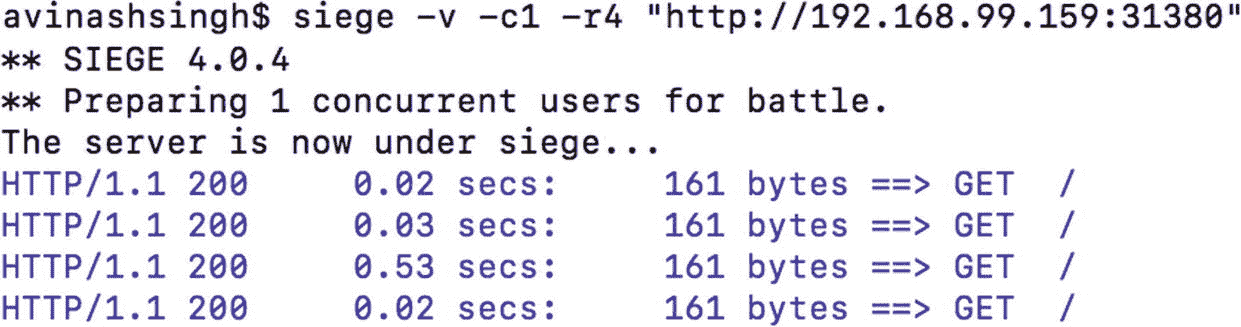 avinashsingh$ siege -v -c1 -r4 "http://192.168.99.159:31380"
** SIEGE 4.0.4
** Preparing 1 concurrent users for battle.
The server is now under siege...
HTTP/1.1 200     0.02 secs:     161 bytes ==> GET  /
HTTP/1.1 200     0.03 secs:     161 bytes ==> GET  /
HTTP/1.1 200     0.53 secs:     161 bytes ==> GET  /
HTTP/1.1 200     0.02 secs:     161 bytes ==> GET  /